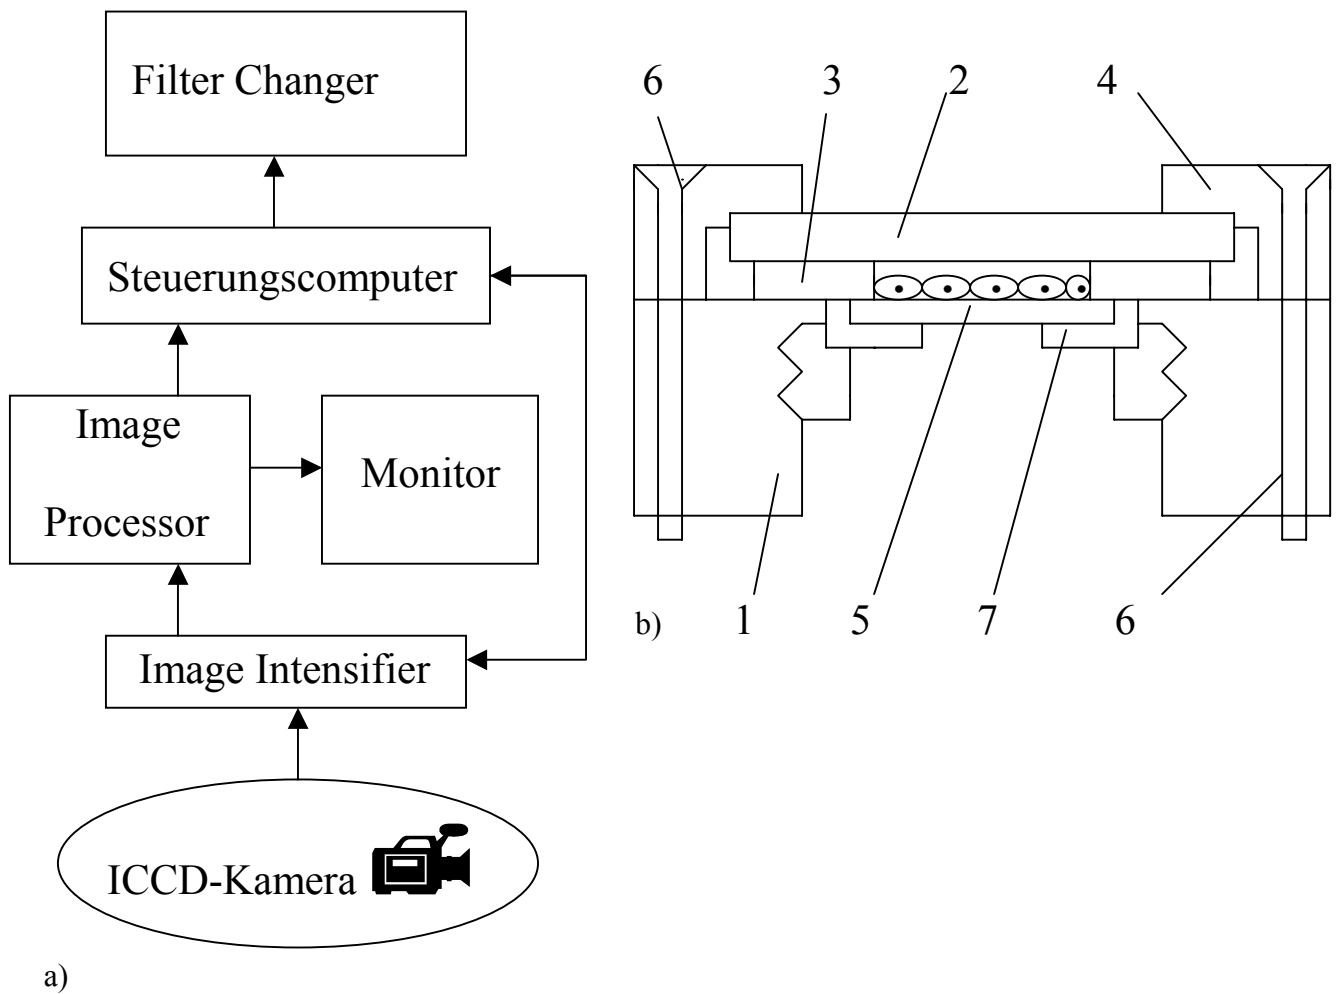 Filter Changer
Steuerungscomputer
Image
Processor
Monitor
Image Intensifier
ICCD-Kamera
a)
6 3 2 4
b) 1 5 7 6